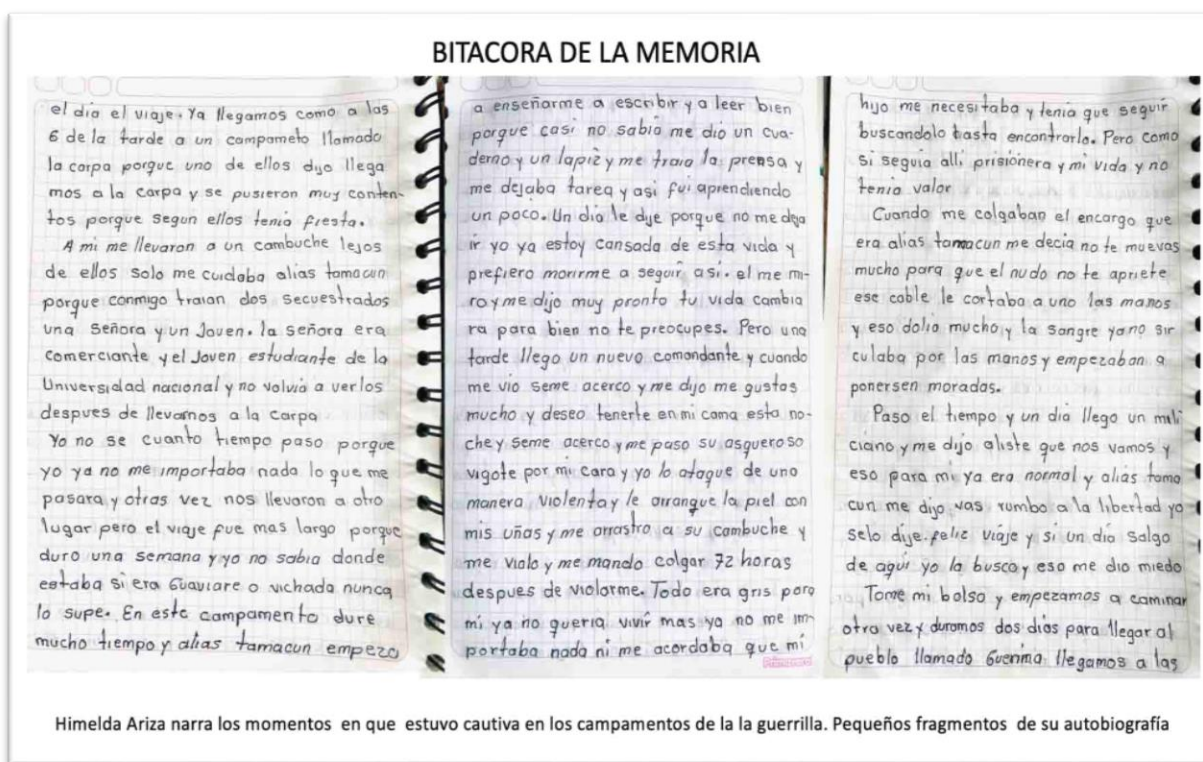 BITACORA DE LA MEMORIA
el dia el viaje. Ya llegamos como a las
6 de la tarde a un campameto llamado
la carpa porque uno de ellos dijo llega
mos a la Carpa y se pusieron muy conten-
tos porque segun ellos tenia fiesta.
A mi me llevaron a un cambuche lejos
de ellos solo me cuidaba alias tamacun
porque conmigo traian dos secuestrados
una Señora y un Joven. la señora era
Comerciante y el Joven estudiante de la
Universidad nacional y no volvia a verlos
despues de llevarnos a la Carpa
Yo no se cuanto tiempo paso porque
yo ya no me importaba nada lo que me
pasara y otras vez nos llevaron a otro
lugar pero el viaje fue mas largo porque
duro una semana y yo no sabia donde
estaba si era Guaviare o vichada nunca
lo supe. En este campamento dure
mucho tiempo y alias tamacun empezo
a enseñarme a escribir y a leer bien
porque casi no sabia me dio un cua-
derno y un lapiz y me traia la prensa y
me dejaba tarea y asi fui aprendiendo
un poco. Un dia le dije porque no me deja
ir yo ya estoy cansada de esta vida y
prefiero morirme a seguir asi. el me mi-
ro y me dijo muy pronto tu vida cambia
ra para bien no te preocupes. Pero una
tarde llego un nuevo comandante y cuando
me vio seme acerco y me dijo me gustas
mucho y deseo tenerte en mi cama esta no-
che y seme acerco y me paso su asqueroso
vigote por mi cara y yo lo ataque de una
manera violenta y le arranque la piel con
mis uñas y me arrastro a su cambuche y
me violo y me mando colgar 72 horas
despues de violarme. Todo era gris para
mi ya no queria vivir mas ya no me im
portaba nada ni me acordaba que mi
hijo me necesitaba y tenia que seguir
buscandolo hasta encontrarlo. Pero como
si seguia alli prisionera y mi vida y no
tenia valor
Cuando me colgaban el encargo que
era alias tamacun me decia no te muevas
mucho para que el nudo no te apriete
ese cable le cortaba a uno las manos
y eso dolia mucho y la sangre ya no sir
culaba por las manos y empezaban a
ponersen moradas.
Paso el tiempo y un dia llego un mili
ciano y me dijo aliste que nos vamos y
eso para mi ya era normal y alias tama
cun me dijo vas rumbo a la libertad yo
selo dije. feliz viaje y si un dia salgo
de aqui yo la busco y eso me dio miedo
Tome mi bolso y empezamos a caminar
otra vez y duramos dos dias para llegar al
pueblo llamado Guerima llegamos a las
Himelda Ariza narra los momentos en que estuvo cautiva en los campamentos de la la guerrilla. Pequeños fragmentos de su autobiografía